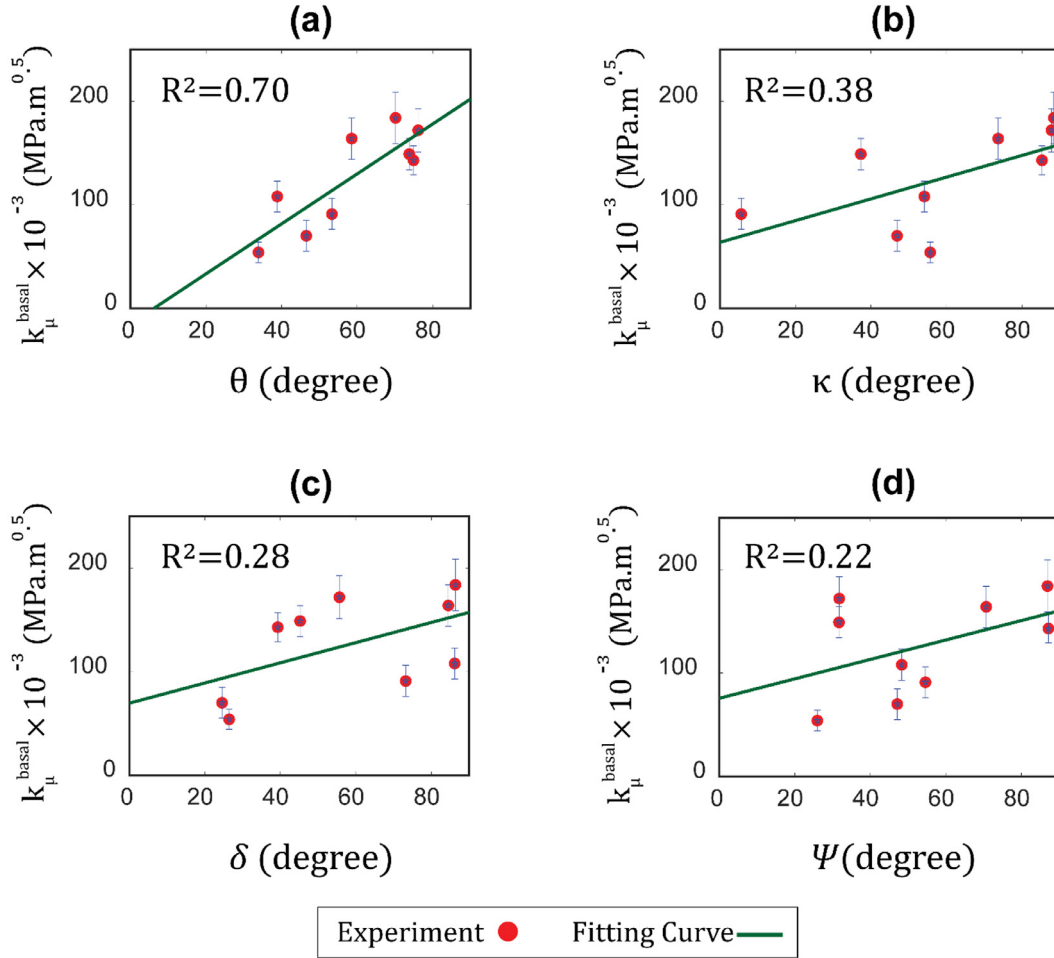 (a)
R²=0.70
200
100
0
0 20 40 60 80
k_μ^basal × 10⁻³ (MPa.m^0.5)
θ (degree)
(b)
R²=0.38
200
100
0
0 20 40 60 80
k_μ^basal × 10⁻³ (MPa.m^0.5)
κ (degree)
(c)
R²=0.28
200
100
0
0 20 40 60 80
k_μ^basal × 10⁻³ (MPa.m^0.5)
δ (degree)
(d)
R²=0.22
200
100
0
0 20 40 60 80
k_μ^basal × 10⁻³ (MPa.m^0.5)
Ψ(degree)
Experiment Fitting Curve